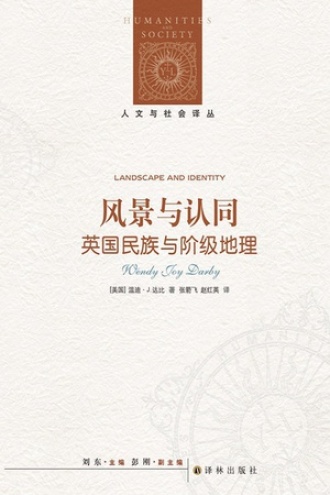 HUMANITIES
AND
SOCIETY
人文与社会译丛
LANDSCAPE AND IDENTITY
风景与认同
英国民族与阶级地理
Wendy Joy Darby
[美国] 温迪·J.达比 著 张箭飞 赵红英 译
刘东·主编 彭刚·副主编
译林出版社